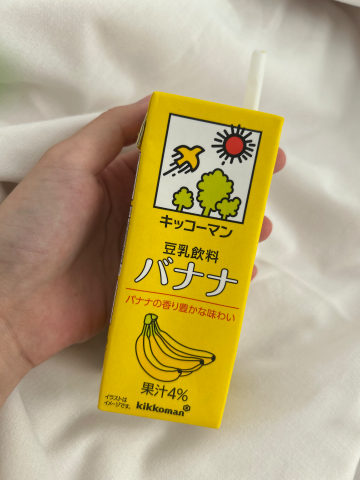 キッコーマン
豆乳飲料
バナナ
バナナの香り豊かな味わい
果汁4%
イラストは
イメージです。
kikkoman®